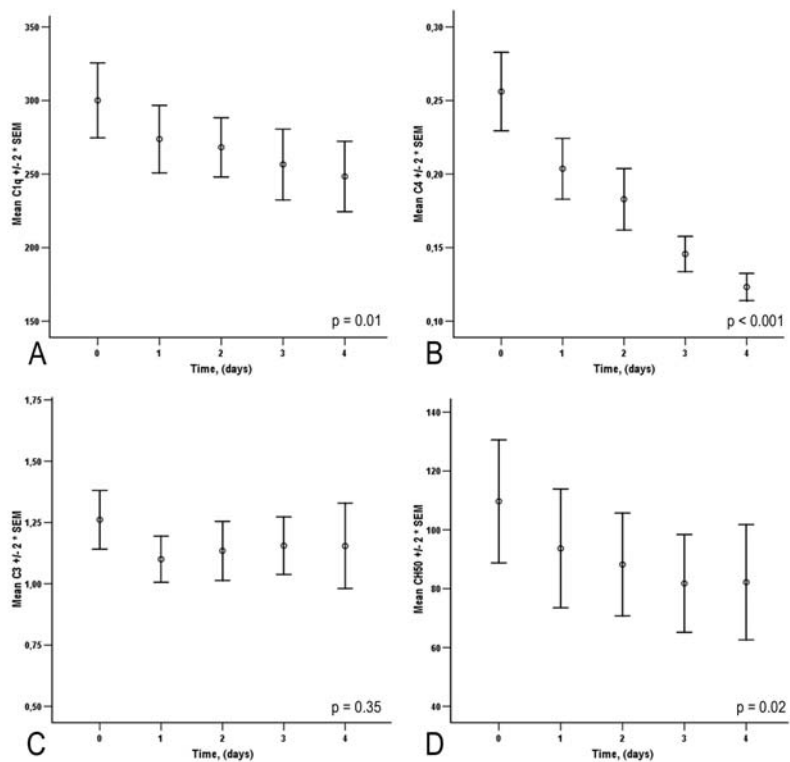 350
300
250
200
150
Mean C1q +/- 2 * SEM
0 1 2 3 4
Time, (days)
p = 0.01
A
0,30
0,25
0,20
0,15
0,10
Mean C4 +/- 2 * SEM
0 1 2 3 4
Time, (days)
p < 0.001
B
1,75
1,50
1,25
1,00
0,75
0,50
Mean C3 +/- 2 * SEM
0 1 2 3 4
Time, (days)
p = 0.35
C
140
120
100
80
60
40
Mean CH50 +/- 2 * SEM
0 1 2 3 4
Time, (days)
p = 0.02
D